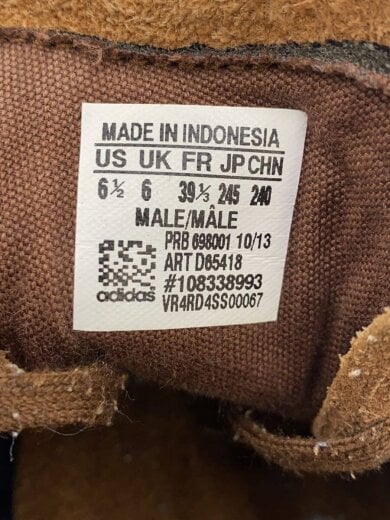 MADE IN INDONESIA
US UK FR JP CHN
6½ 6 39⅓ 245 240
MALE/MÂLE
PRB 698001 10/13
ART D65418
#108338993
adidas VR4RD4SS00067